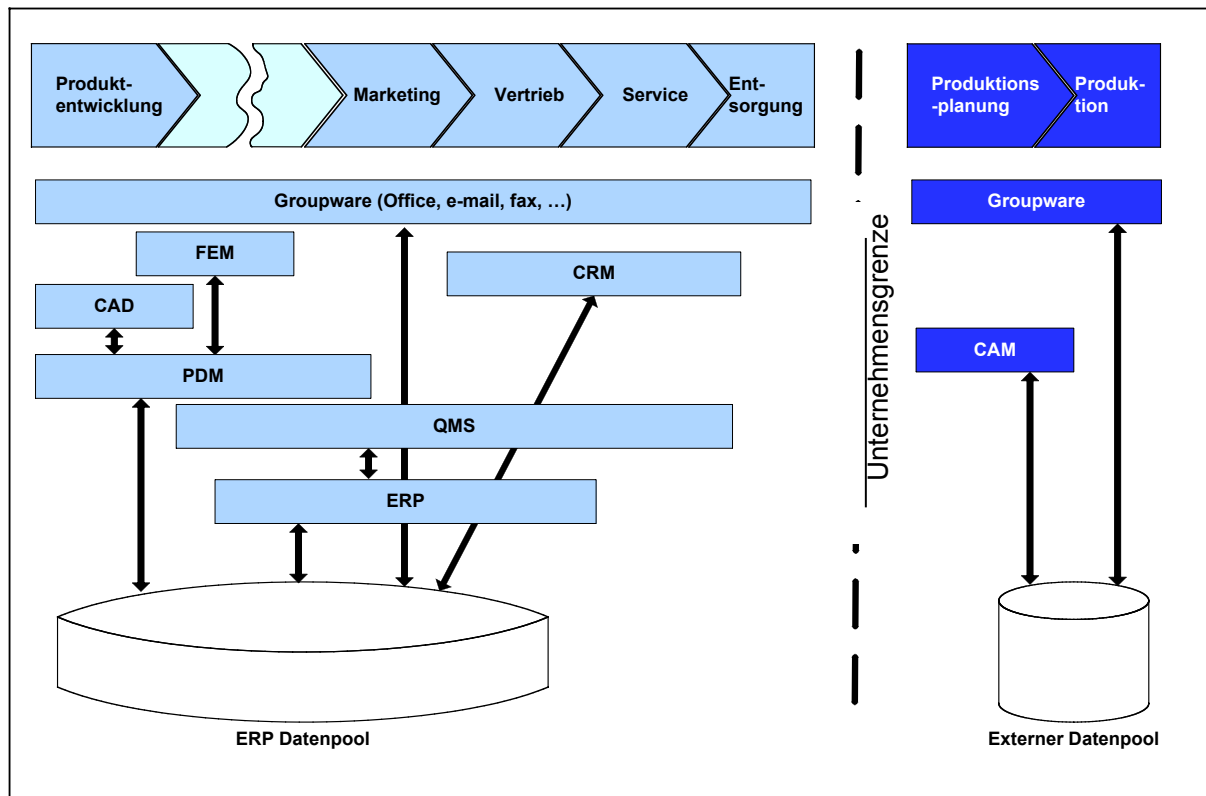 Produkt-
entwicklung
Marketing
Vertrieb
Service
Ent-
sorgung
Produktions
-planung
Produk-
tion
Groupware (Office, e-mail, fax, …)
Groupware
FEM
CRM
CAD
CAM
PDM
QMS
ERP
Unternehmensgrenze
ERP Datenpool
Externer Datenpool